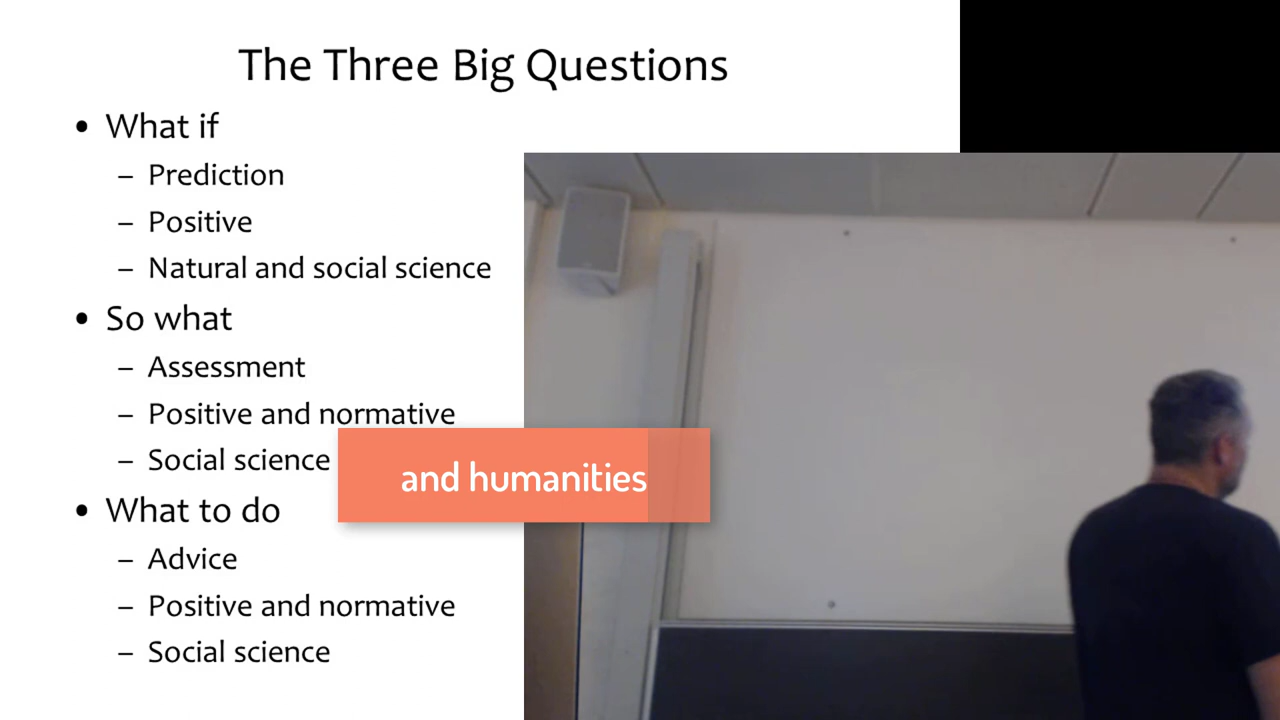 The Three Big Questions
• What if
– Prediction
– Positive
– Natural and social science
• So what
– Assessment
– Positive and normative
– Social science
and humanities
• What to do
– Advice
– Positive and normative
– Social science